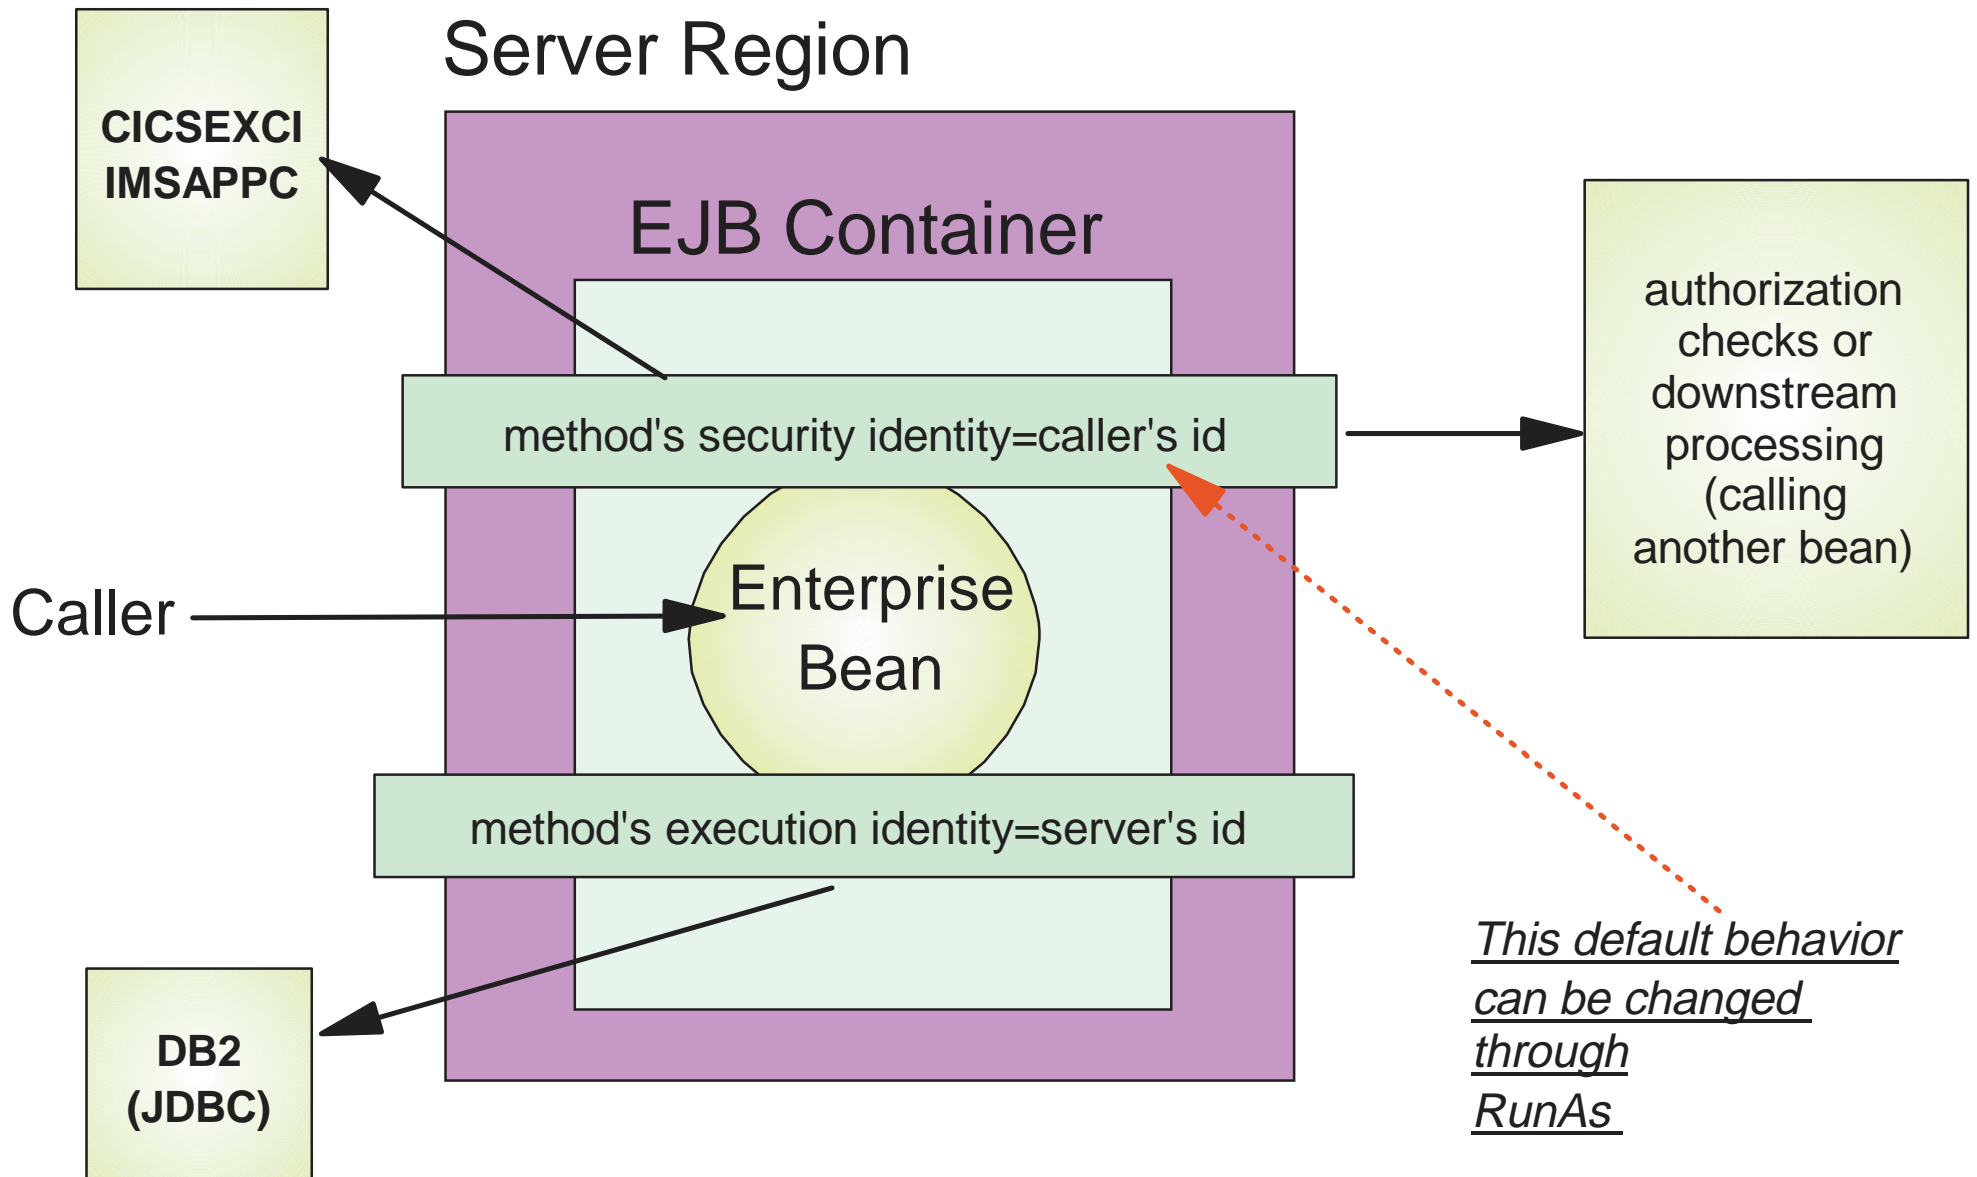 Server Region
CICSEXCI
IMSAPPC
EJB Container
authorization
checks or
downstream
processing
(calling
another bean)
method's security identity=caller's id
Caller
Enterprise
Bean
method's execution identity=server's id
DB2
(JDBC)
This default behavior
can be changed
through
RunAs